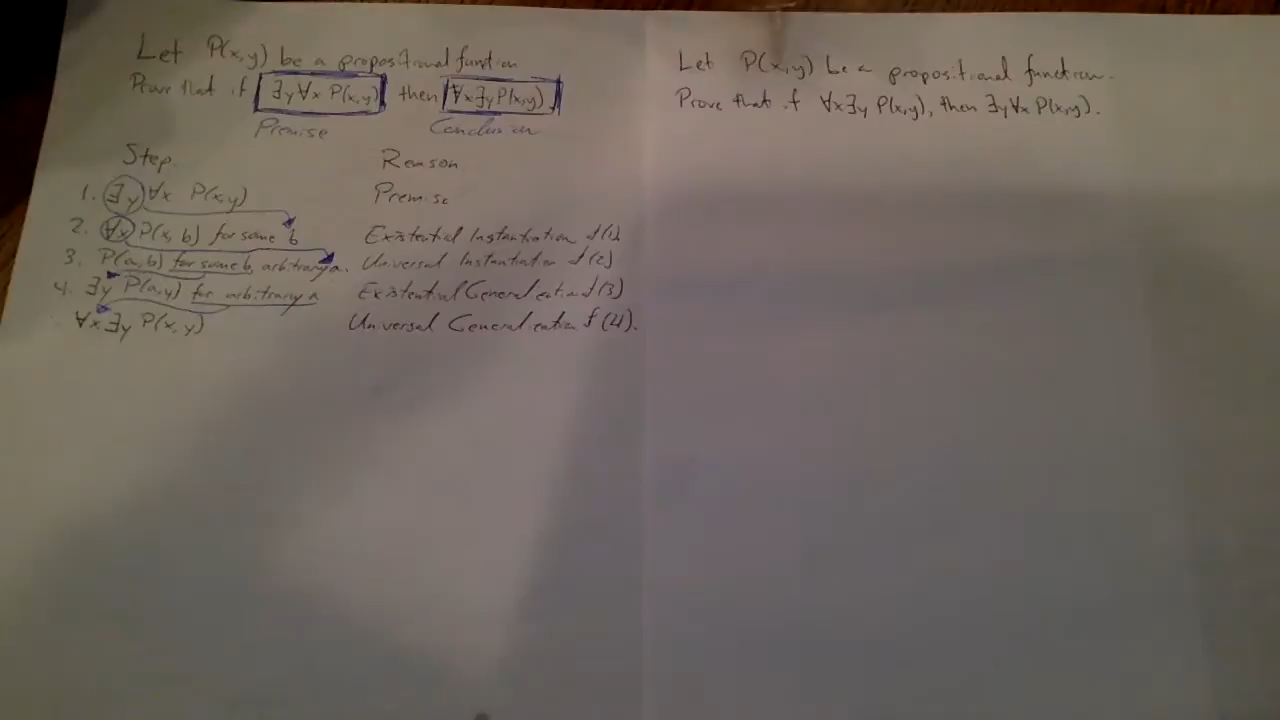 Let P(x,y) be a propositional function
Prove that if ∃y∀x P(x,y) then ∀x∃y P(x,y).
Premise Conclusion
Step Reason
1. ∃y∀x P(x,y) Premise
2. ∀x P(x,b) for some b Existential Instantiation of (1)
3. P(a,b) for some b, arbitrary a. Universal Instantiation of (2)
4. ∃y P(a,y) for arbitrary a Existential Generalization of (3)
∀x∃y P(x,y) Universal Generalization of (4).
Let P(x,y) be a propositional function.
Prove that if ∀x∃y P(x,y), then ∃y∀x P(x,y).